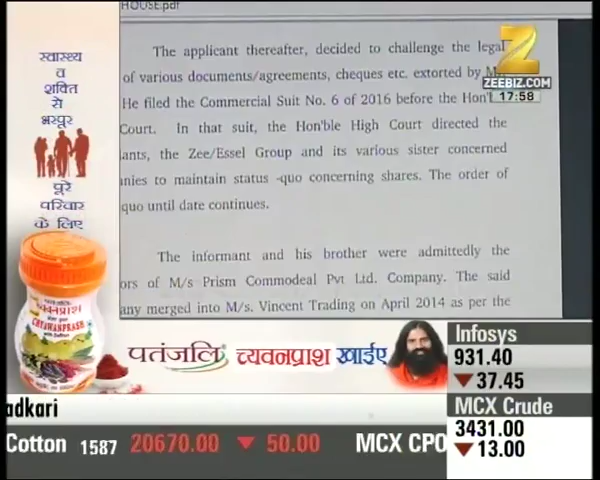 HOUSE.pdf
The applicant thereafter, decided to challenge the legal
of various documents/agreements, cheques etc. extorted by
He filed the Commercial Suit No. 6 of 2016 before the
Court. In that suit, the Hon'ble High Court directed the
ants, the Zee/Essel Group and its various sister concerned
nies to maintain status -quo concerning shares. The order of
quo until date continues.
The informant and his brother were admittedly the
ors of M/s Prism Commodeal Pvt Ltd. Company. The said
any merged into M/s. Vincent Trading on April 2014 as per the
Z
ZEEBIZ.COM
17:58
स्वास्थ्य
व
शक्ति
से
भरपूर
पूरे
परिवार
के लिए
च्यवनप्राश
CHYAWANPRASH
पतंजलि च्यवनप्राश खाईए
Infosys
931.40
▼ 37.45
MCX Crude
3431.00
▼ 13.00
adkari
Cotton 1587 20670.00 ▼ 50.00 MCX CPO